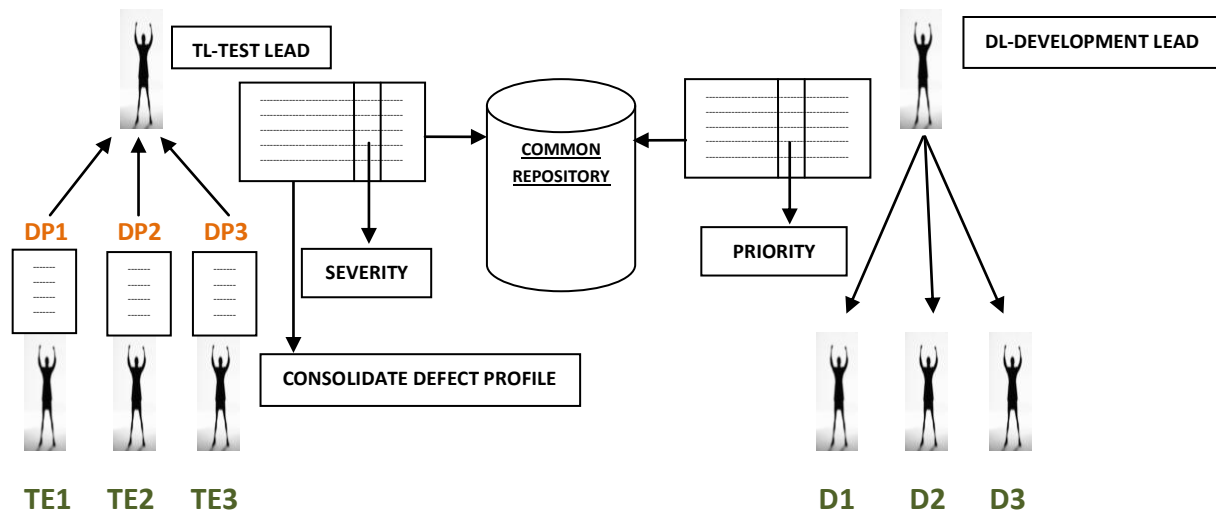 TL-TEST LEAD
DL-DEVELOPMENT LEAD
COMMON
REPOSITORY
DP1
DP2
DP3
SEVERITY
PRIORITY
CONSOLIDATE DEFECT PROFILE
TE1
TE2
TE3
D1
D2
D3